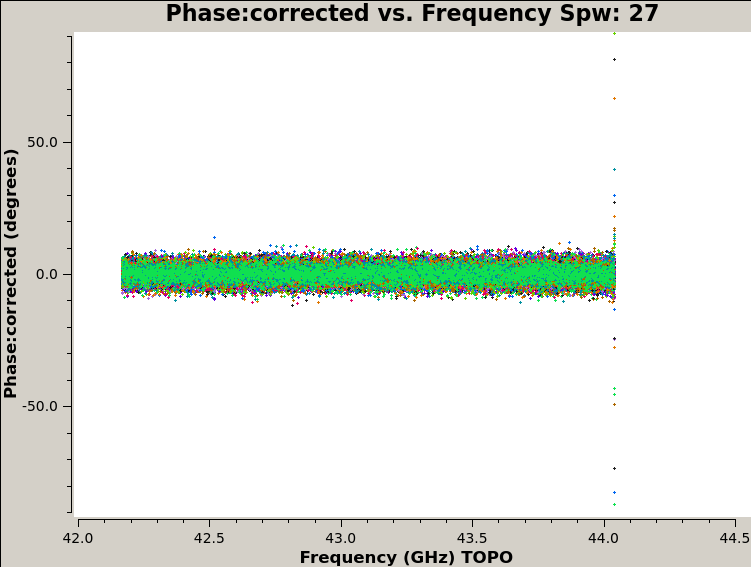 Phase:corrected vs. Frequency Spw: 27
Phase:corrected (degrees)
50.0
0.0
-50.0
42.0 42.5 43.0 43.5 44.0 44.5
Frequency (GHz) TOPO